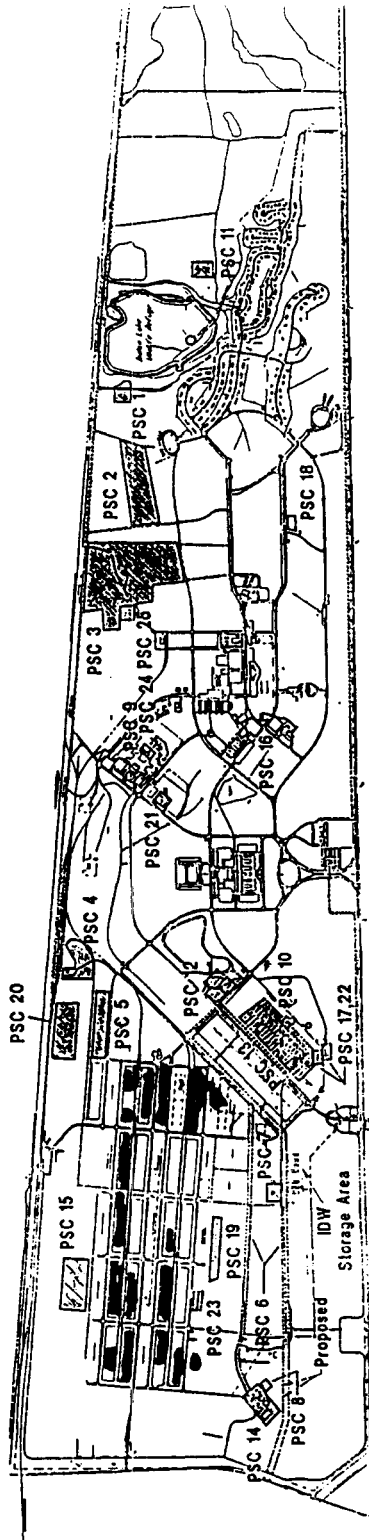 PSC 20
PSC 15
PSC 5
PSC 4
PSC 3
PSC 2
PSC 1
PSC 11
PSC 9
PSC 24
PSC 26
PSC 21
PSC 12
PSC 23
PSC 19
PSC 7
PSC 13
PSC 10
PSC 16
PSC 18
PSC 14
PSC 8
PSC 6
Proposed
IDW
Storage Area
PSC 17,22